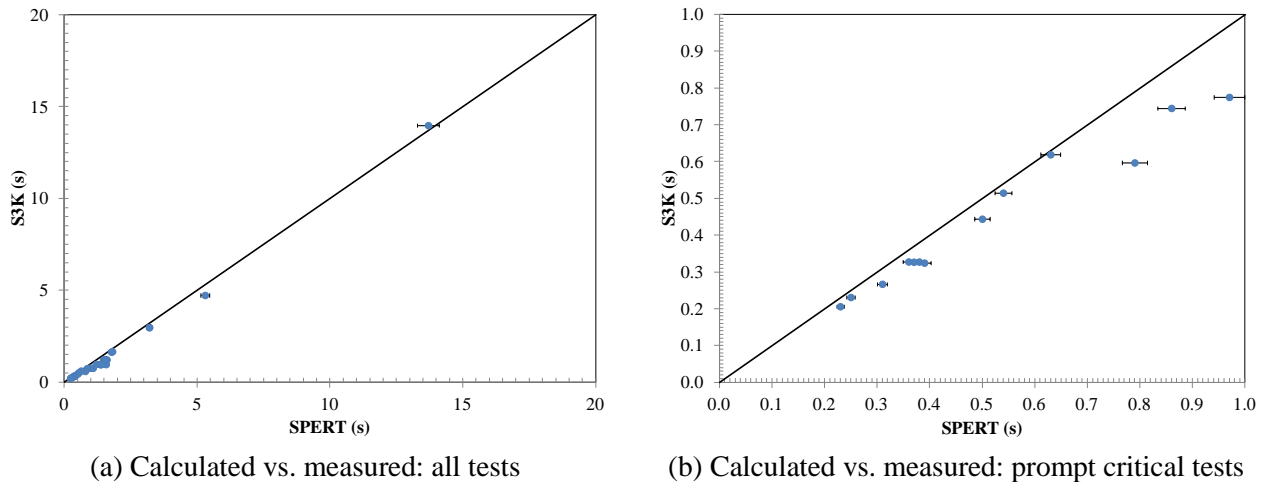 20
15
10
5
0
S3K (s)
0 5 10 15 20
SPERT (s)
(a) Calculated vs. measured: all tests
1.0
0.9
0.8
0.7
0.6
0.5
0.4
0.3
0.2
0.1
0.0
S3K (s)
0.0 0.1 0.2 0.3 0.4 0.5 0.6 0.7 0.8 0.9 1.0
SPERT (s)
(b) Calculated vs. measured: prompt critical tests